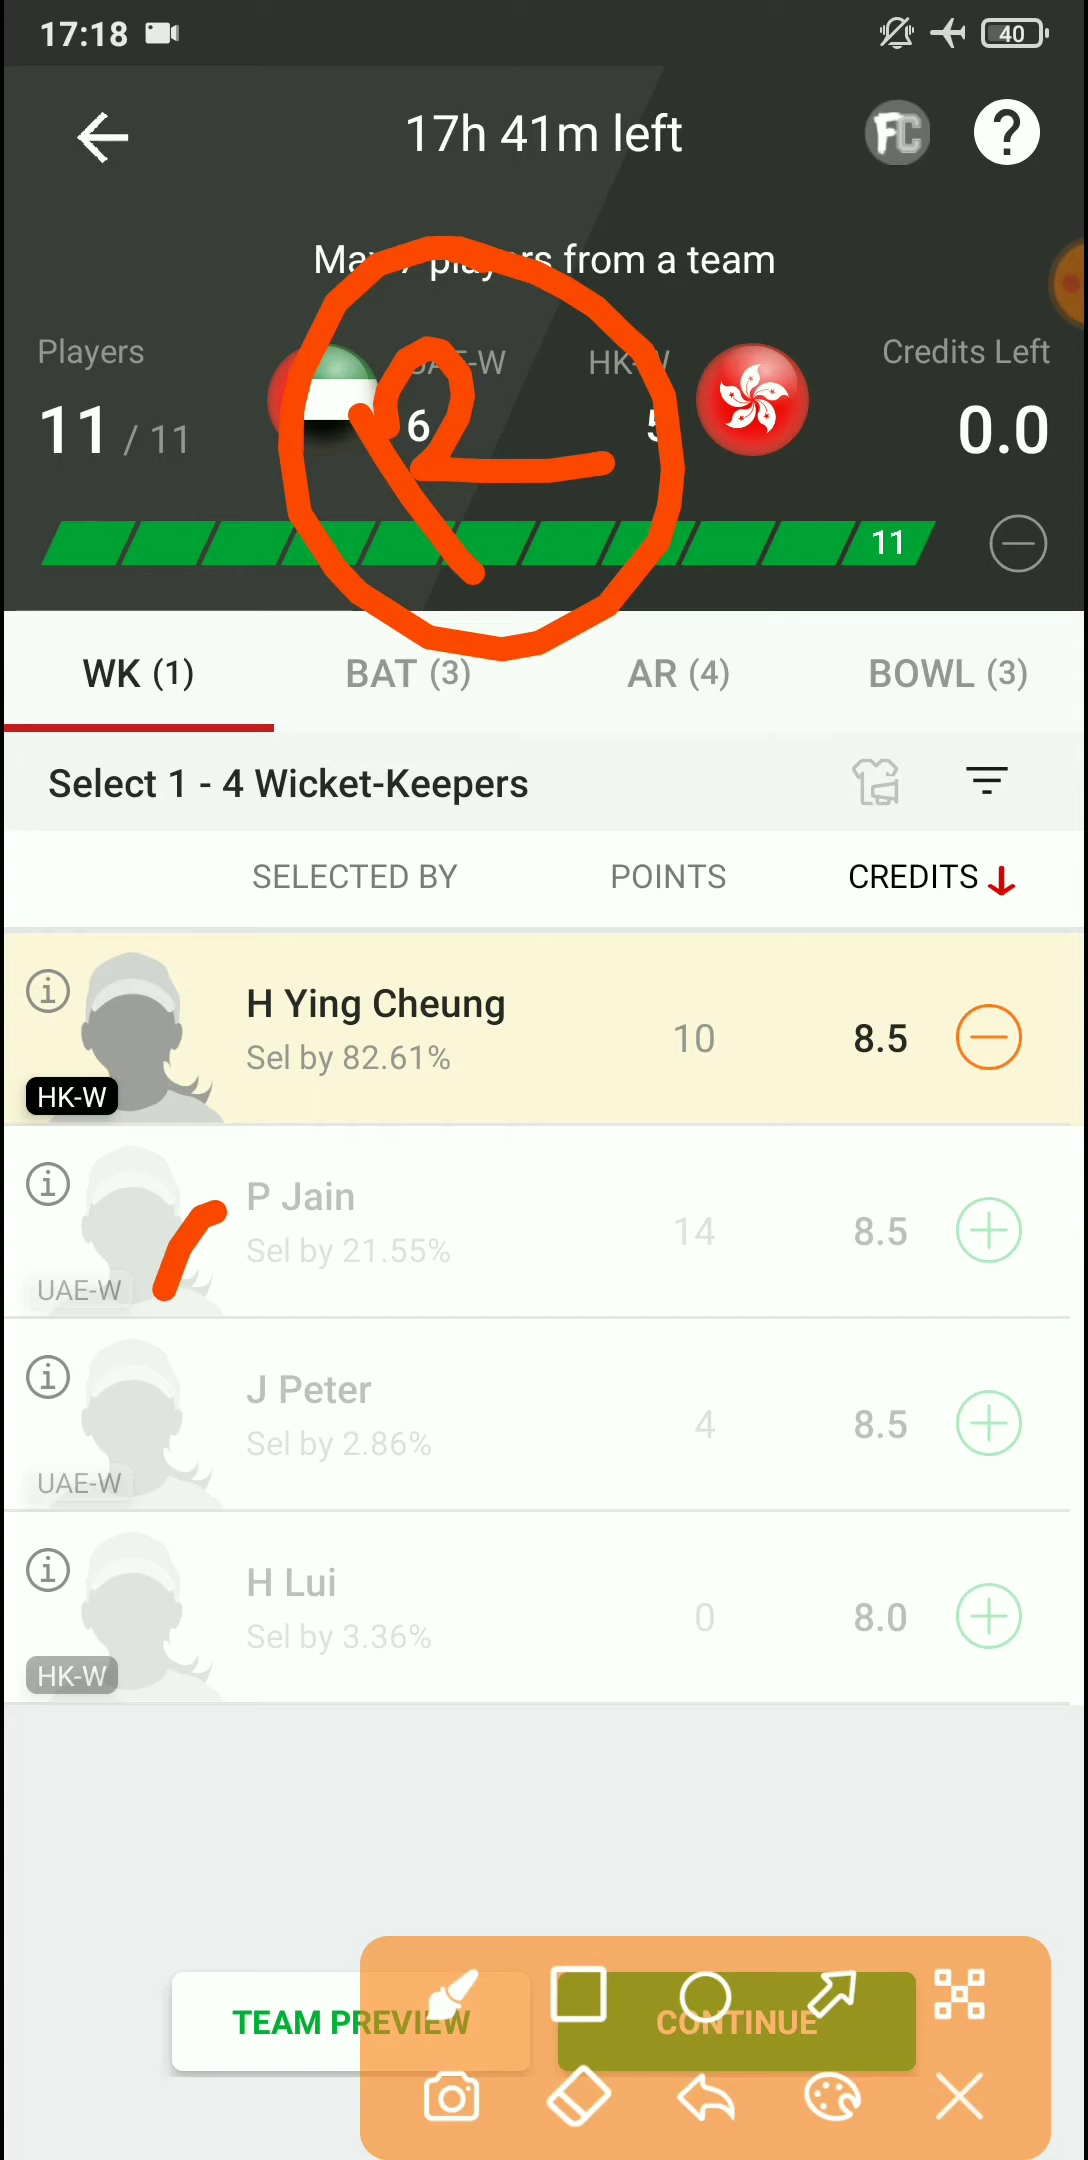 17:18
40
17h 41m left
FC
?
players from a team
Players
HK-W
Credits Left
11 / 11
6
5
0.0
11
WK (1)
BAT (3)
AR (4)
BOWL (3)
Select 1 - 4 Wicket-Keepers
SELECTED BY
POINTS
CREDITS
i
H Ying Cheung
Sel by 82.61%
10
8.5
HK-W
i
P Jain
Sel by 21.55%
14
8.5
UAE-W
i
J Peter
Sel by 2.86%
4
8.5
UAE-W
i
H Lui
Sel by 3.36%
0
8.0
HK-W
TEAM PREVIEW
CONTINUE